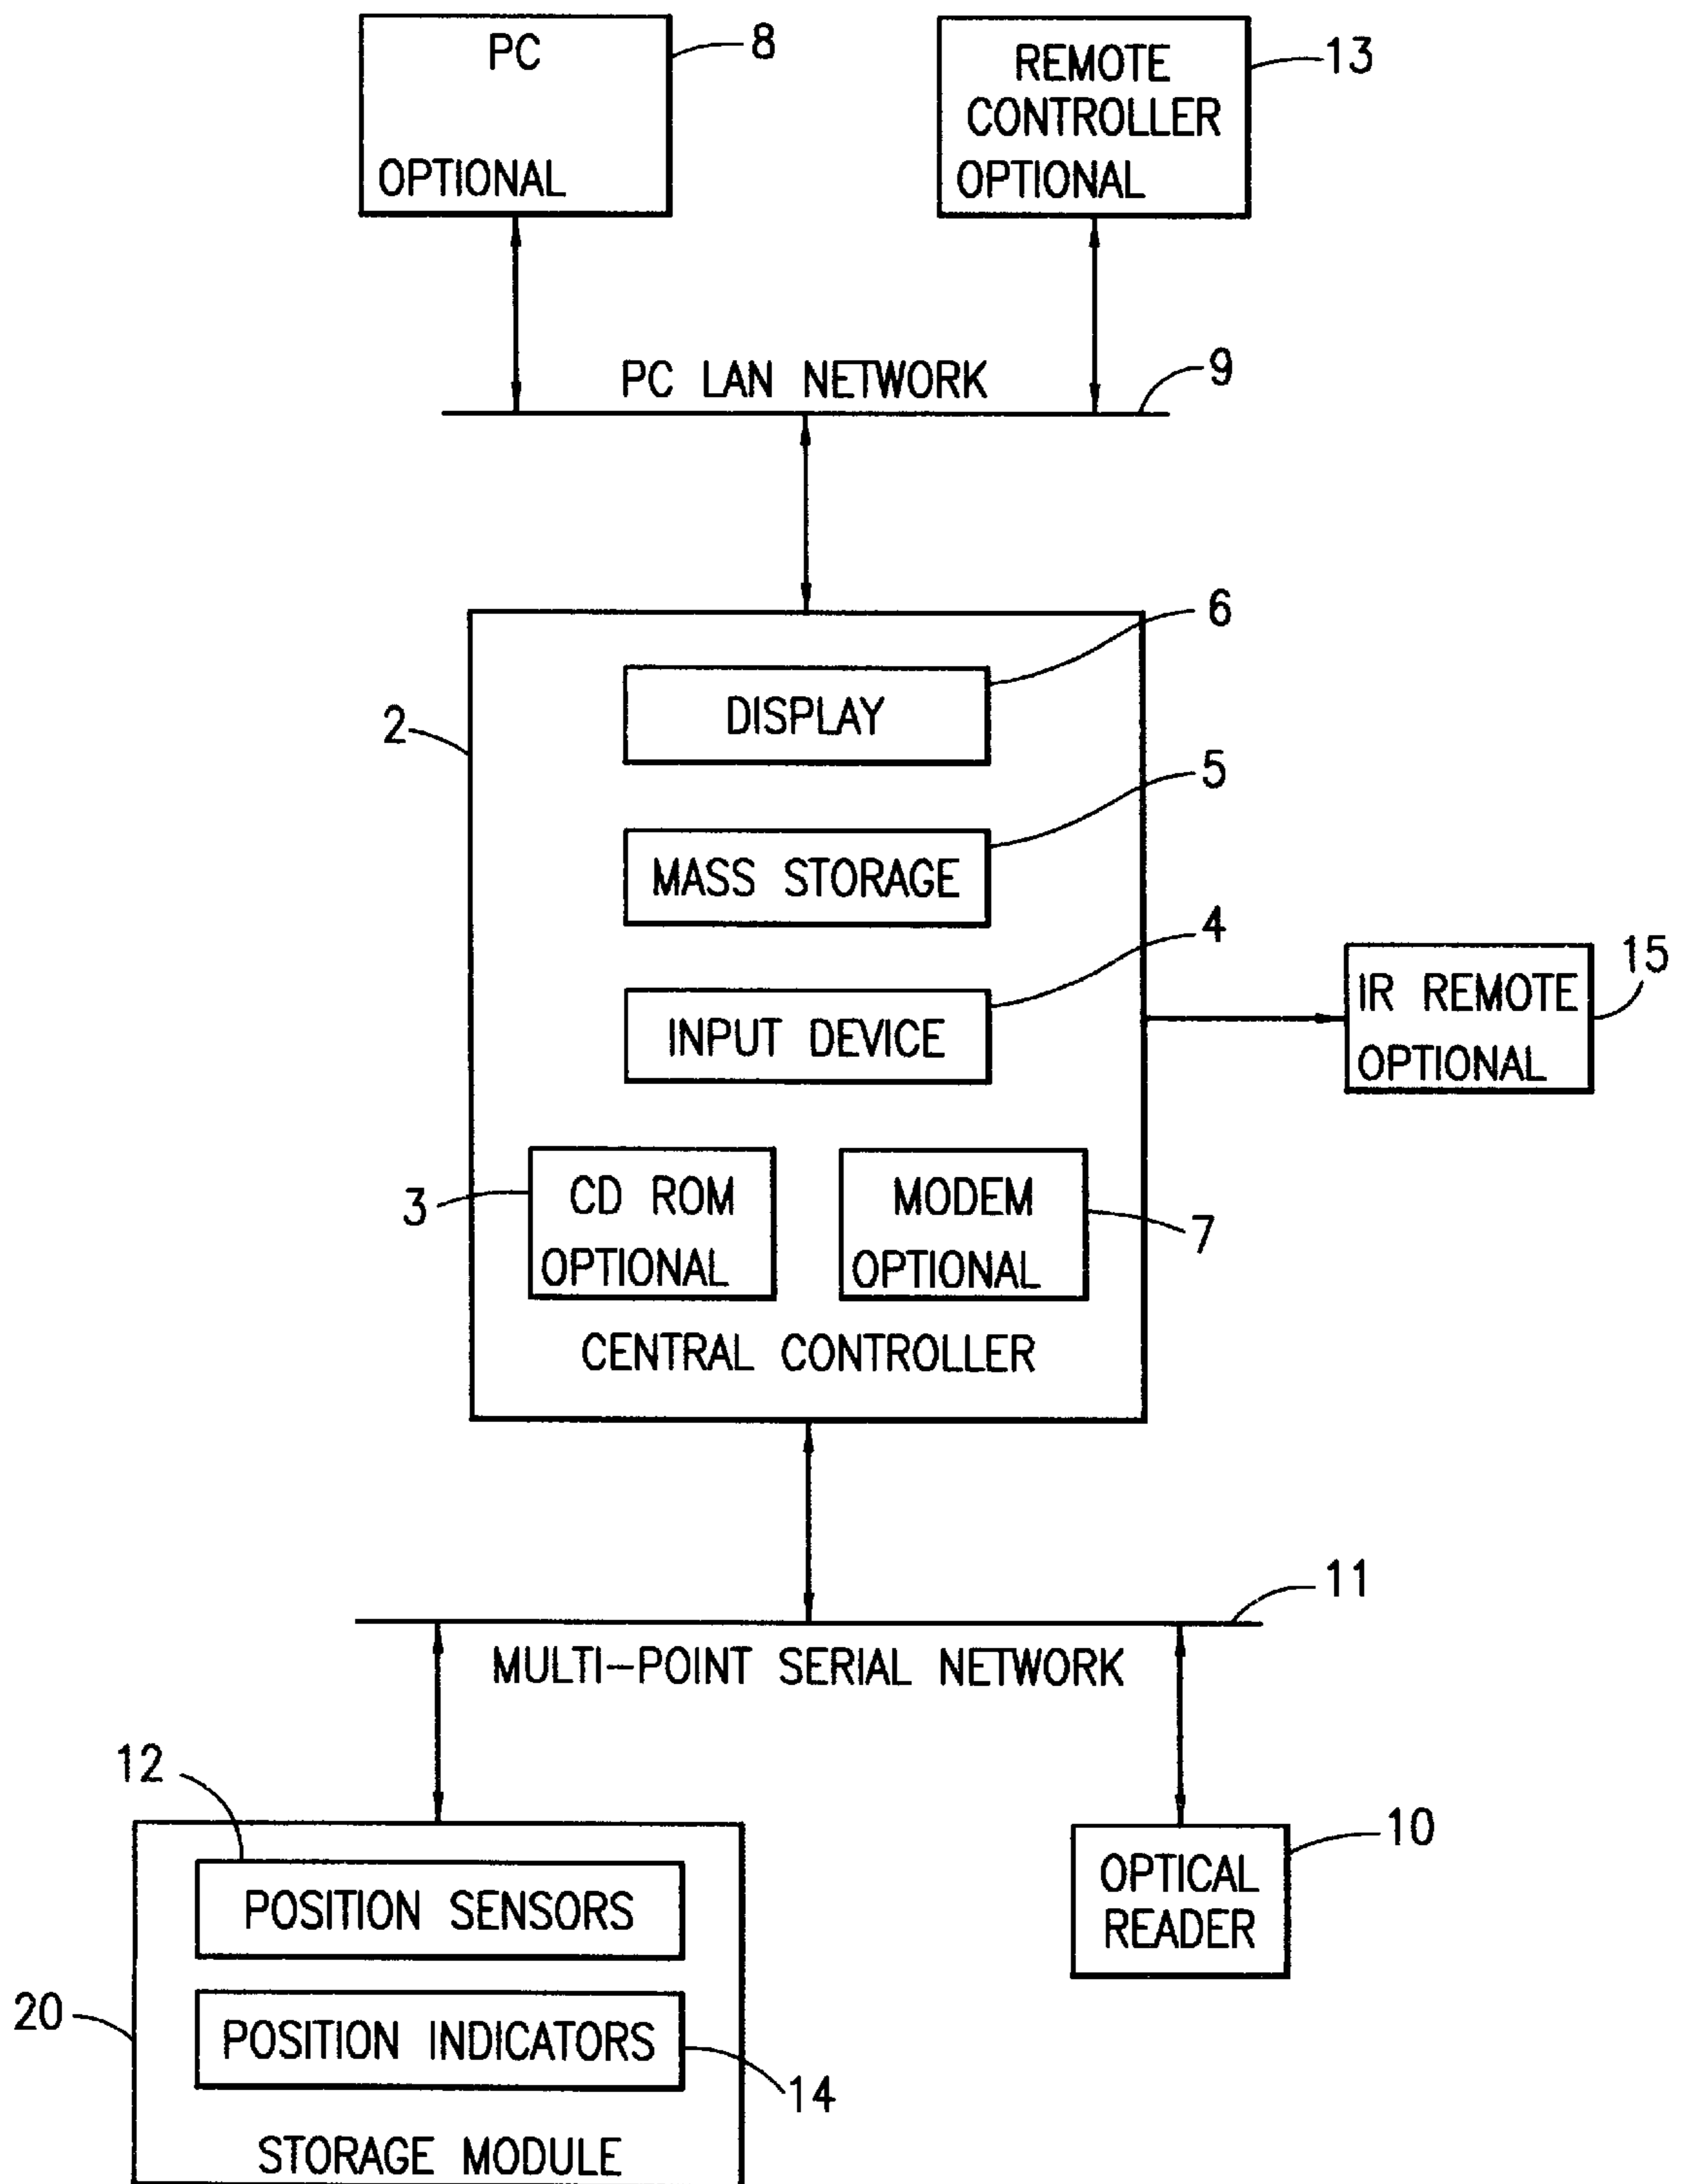 PC
OPTIONAL
8
REMOTE
CONTROLLER
OPTIONAL
13
PC LAN NETWORK
9
2
DISPLAY
6
MASS STORAGE
5
INPUT DEVICE
4
IR REMOTE
OPTIONAL
15
3
CD ROM
OPTIONAL
MODEM
OPTIONAL
7
CENTRAL CONTROLLER
11
MULTI-POINT SERIAL NETWORK
12
POSITION SENSORS
20
POSITION INDICATORS
14
STORAGE MODULE
OPTICAL
READER
10